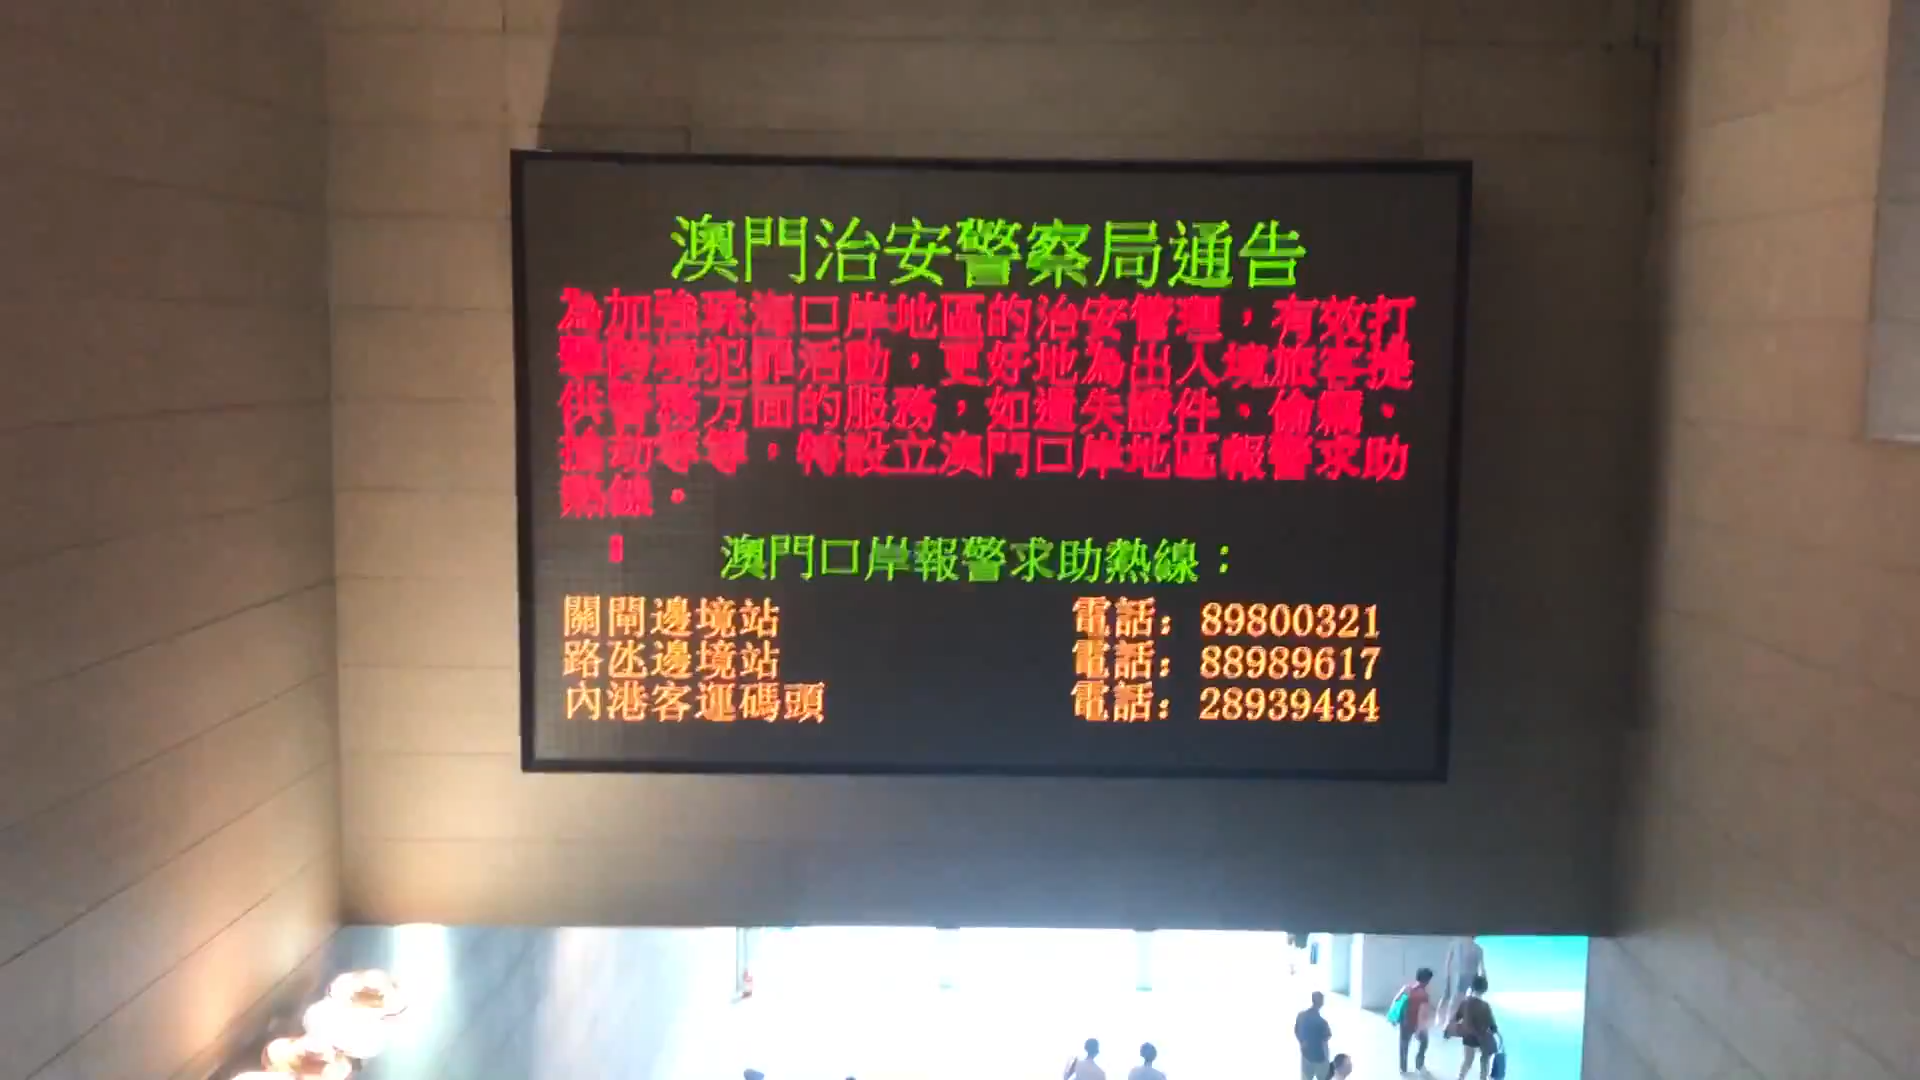 澳門治安警察局通告
為加強珠海口岸地區的治安管理，有效打
擊跨境犯罪活動，更好地為出入境旅客提
供警務方面的服務，如遺失證件、偷竊、
搶劫等等，特設立澳門口岸地區報警求助
熱線。
澳門口岸報警求助熱線：
關閘邊境站 電話：89800321
路氹邊境站 電話：88989617
內港客運碼頭 電話：28939434